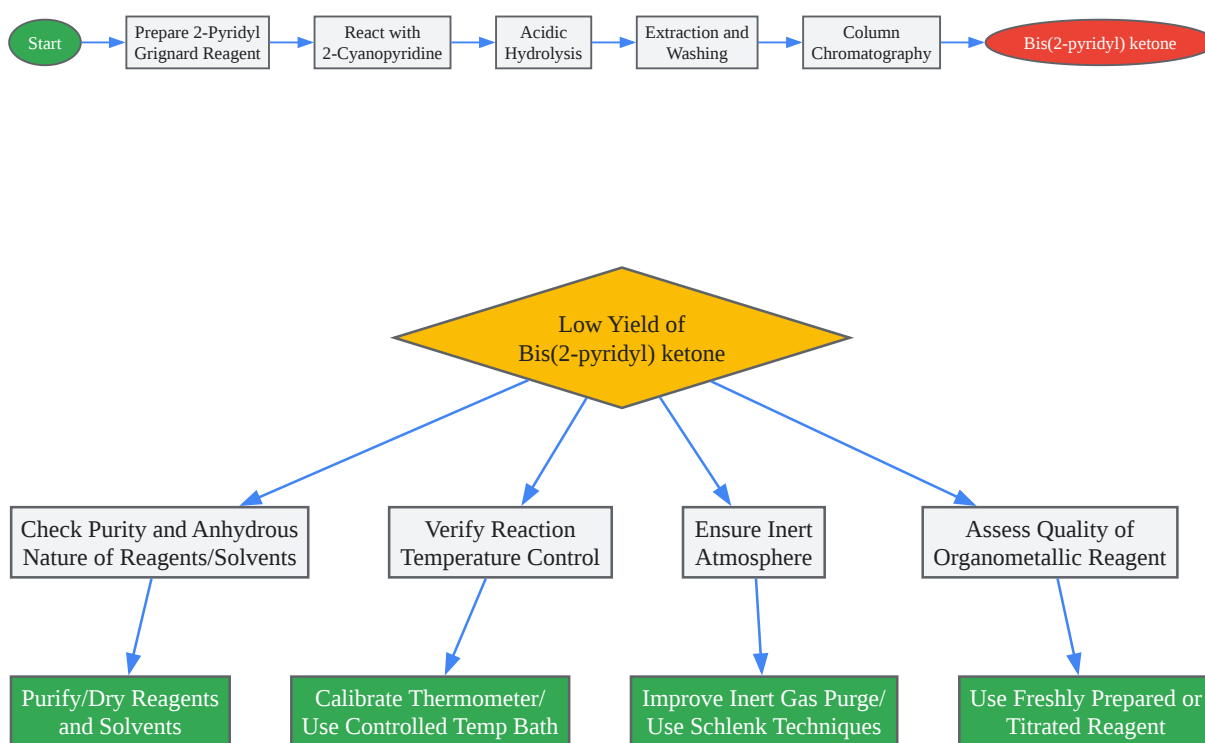 Start
Prepare 2-Pyridyl
Grignard Reagent
React with
2-Cyanopyridine
Acidic
Hydrolysis
Extraction and
Washing
Column
Chromatography
Bis(2-pyridyl) ketone
Low Yield of
Bis(2-pyridyl) ketone
Check Purity and Anhydrous
Nature of Reagents/Solvents
Verify Reaction
Temperature Control
Ensure Inert
Atmosphere
Assess Quality of
Organometallic Reagent
Purify/Dry Reagents
and Solvents
Calibrate Thermometer/
Use Controlled Temp Bath
Improve Inert Gas Purge/
Use Schlenk Techniques
Use Freshly Prepared or
Titrated Reagent